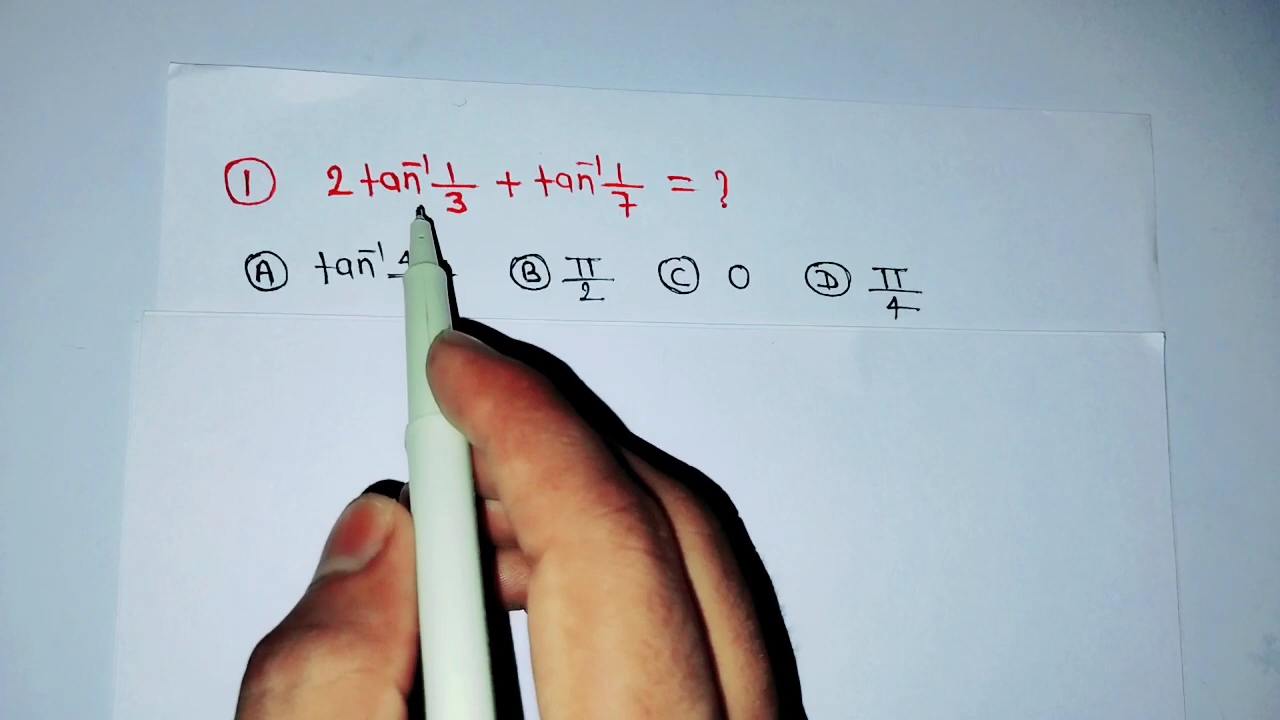 ① 2 tan⁻¹ 1/3 + tan⁻¹ 1/7 = ?
Ⓐ tan⁻¹ Ⓑ π/2 Ⓒ 0 Ⓓ π/4